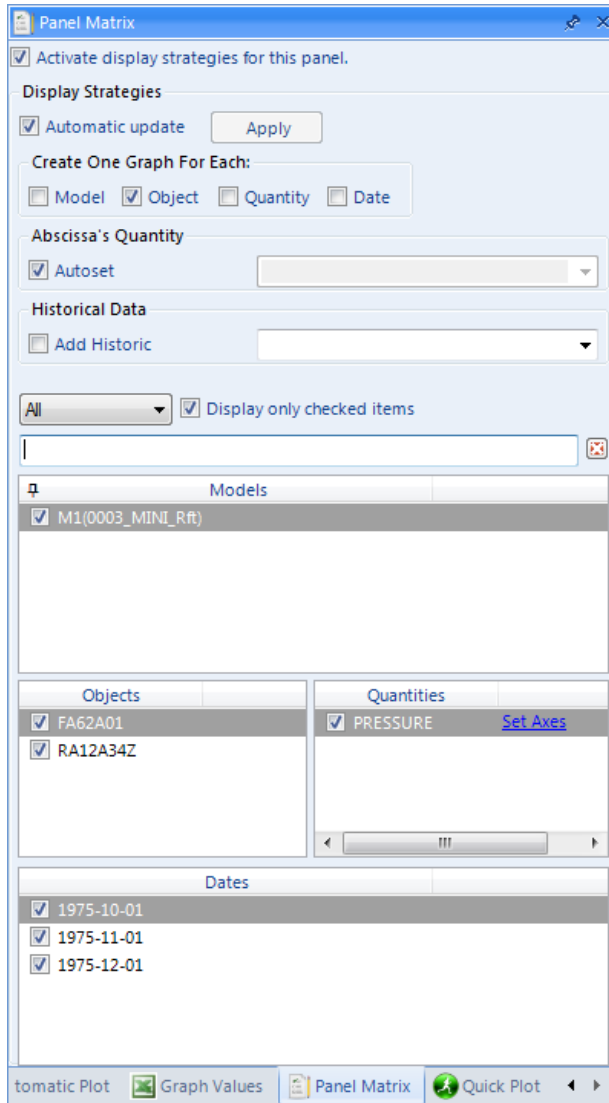 Panel Matrix
Activate display strategies for this panel.
Display Strategies
Automatic update Apply
Create One Graph For Each:
Model Object Quantity Date
Abscissa's Quantity
Autoset
Historical Data
Add Historic
All Display only checked items
Models
M1(0003_MINI_Rft)
Objects
FA62A01
RA12A34Z
Quantities
PRESSURE Set Axes
Dates
1975-10-01
1975-11-01
1975-12-01
tomatic Plot Graph Values Panel Matrix Quick Plot